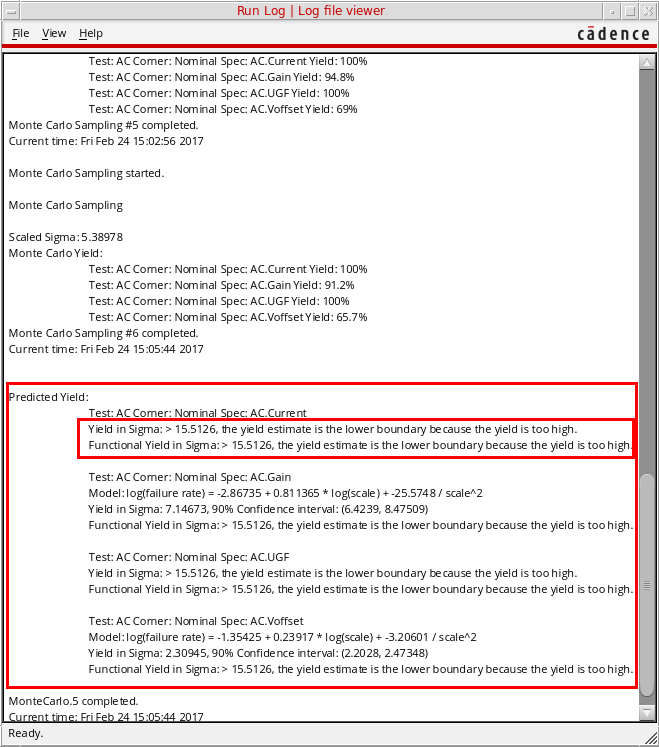 Run Log | Log file viewer
File View Help
cādence
Test: AC Corner: Nominal Spec: AC.Current Yield: 100%
Test: AC Corner: Nominal Spec: AC.Gain Yield: 94.8%
Test: AC Corner: Nominal Spec: AC.UGF Yield: 100%
Test: AC Corner: Nominal Spec: AC.Voffset Yield: 69%
Monte Carlo Sampling #5 completed.
Current time: Fri Feb 24 15:02:56 2017
Monte Carlo Sampling started.
Monte Carlo Sampling
Scaled Sigma: 5.38978
Monte Carlo Yield:
Test: AC Corner: Nominal Spec: AC.Current Yield: 100%
Test: AC Corner: Nominal Spec: AC.Gain Yield: 91.2%
Test: AC Corner: Nominal Spec: AC.UGF Yield: 100%
Test: AC Corner: Nominal Spec: AC.Voffset Yield: 65.7%
Monte Carlo Sampling #6 completed.
Current time: Fri Feb 24 15:05:44 2017
Predicted Yield:
Test: AC Corner: Nominal Spec: AC.Current
Yield in Sigma: > 15.5126, the yield estimate is the lower boundary because the yield is too high.
Functional Yield in Sigma: > 15.5126, the yield estimate is the lower boundary because the yield is too high.
Test: AC Corner: Nominal Spec: AC.Gain
Model: log(failure rate) = -2.86735 + 0.811365 * log(scale) + -25.5748 / scale^2
Yield in Sigma: 7.14673, 90% Confidence interval: (6.4239, 8.47509)
Functional Yield in Sigma: > 15.5126, the yield estimate is the lower boundary because the yield is too high.
Test: AC Corner: Nominal Spec: AC.UGF
Yield in Sigma: > 15.5126, the yield estimate is the lower boundary because the yield is too high.
Functional Yield in Sigma: > 15.5126, the yield estimate is the lower boundary because the yield is too high.
Test: AC Corner: Nominal Spec: AC.Voffset
Model: log(failure rate) = -1.35425 + 0.23917 * log(scale) + -3.20601 / scale^2
Yield in Sigma: 2.30945, 90% Confidence interval: (2.2028, 2.47348)
Functional Yield in Sigma: > 15.5126, the yield estimate is the lower boundary because the yield is too high.
MonteCarlo.5 completed.
Current time: Fri Feb 24 15:05:44 2017
Ready.